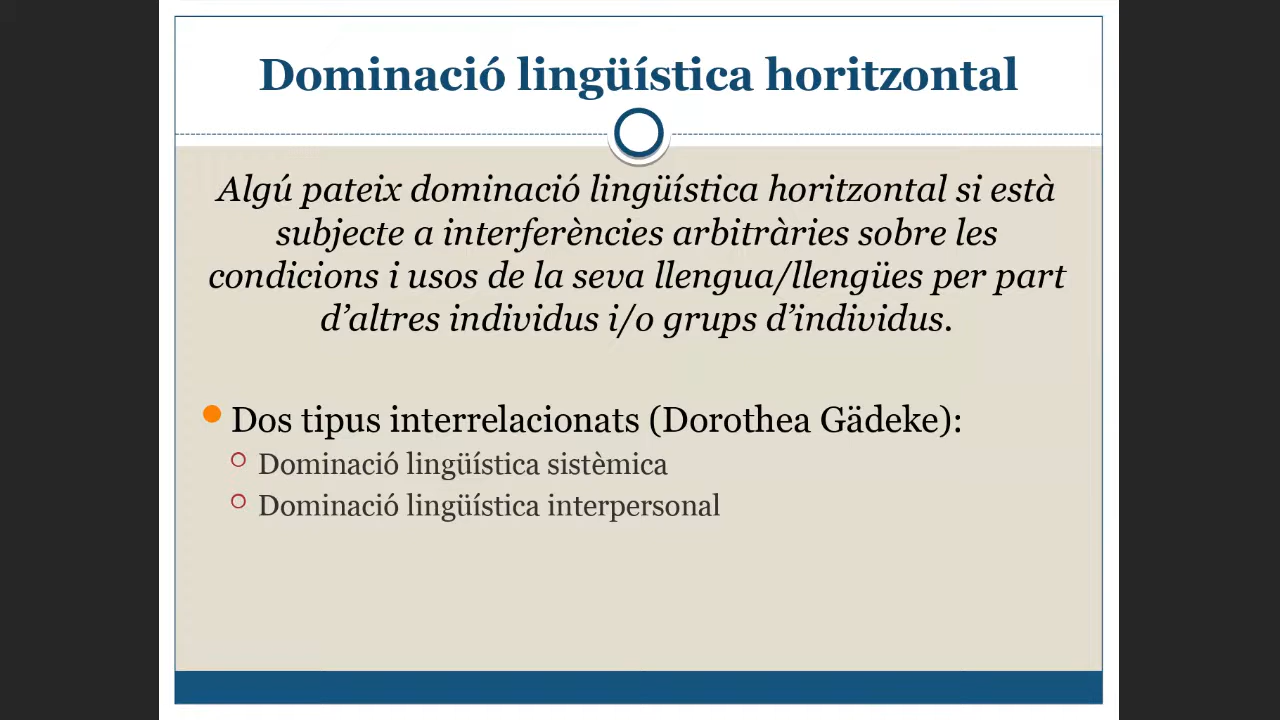 Dominació lingüística horitzontal
Algú pateix dominació lingüística horitzontal si està
subjecte a interferències arbitràries sobre les
condicions i usos de la seva llengua/llengües per part
d’altres individus i/o grups d’individus.
Dos tipus interrelacionats (Dorothea Gädeke):
Dominació lingüística sistèmica
Dominació lingüística interpersonal